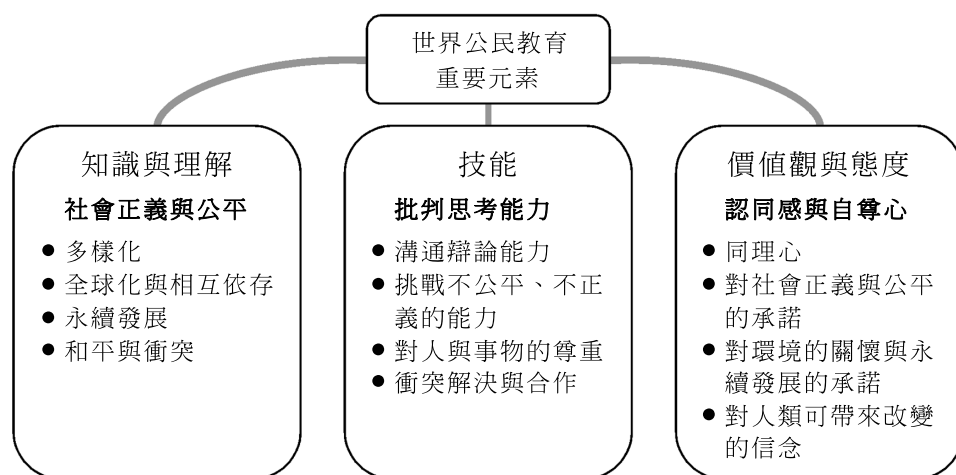 世界公民教育
重要元素
知識與理解
社會正義與公平
● 多樣化
● 全球化與相互依存
● 永續發展
● 和平與衝突
技能
批判思考能力
● 溝通辯論能力
● 挑戰不公平、不正
義的能力
● 對人與事物的尊重
● 衝突解決與合作
價值觀與態度
認同感與自尊心
● 同理心
● 對社會正義與公平
的承諾
● 對環境的關懷與永
續發展的承諾
● 對人類可帶來改變
的信念